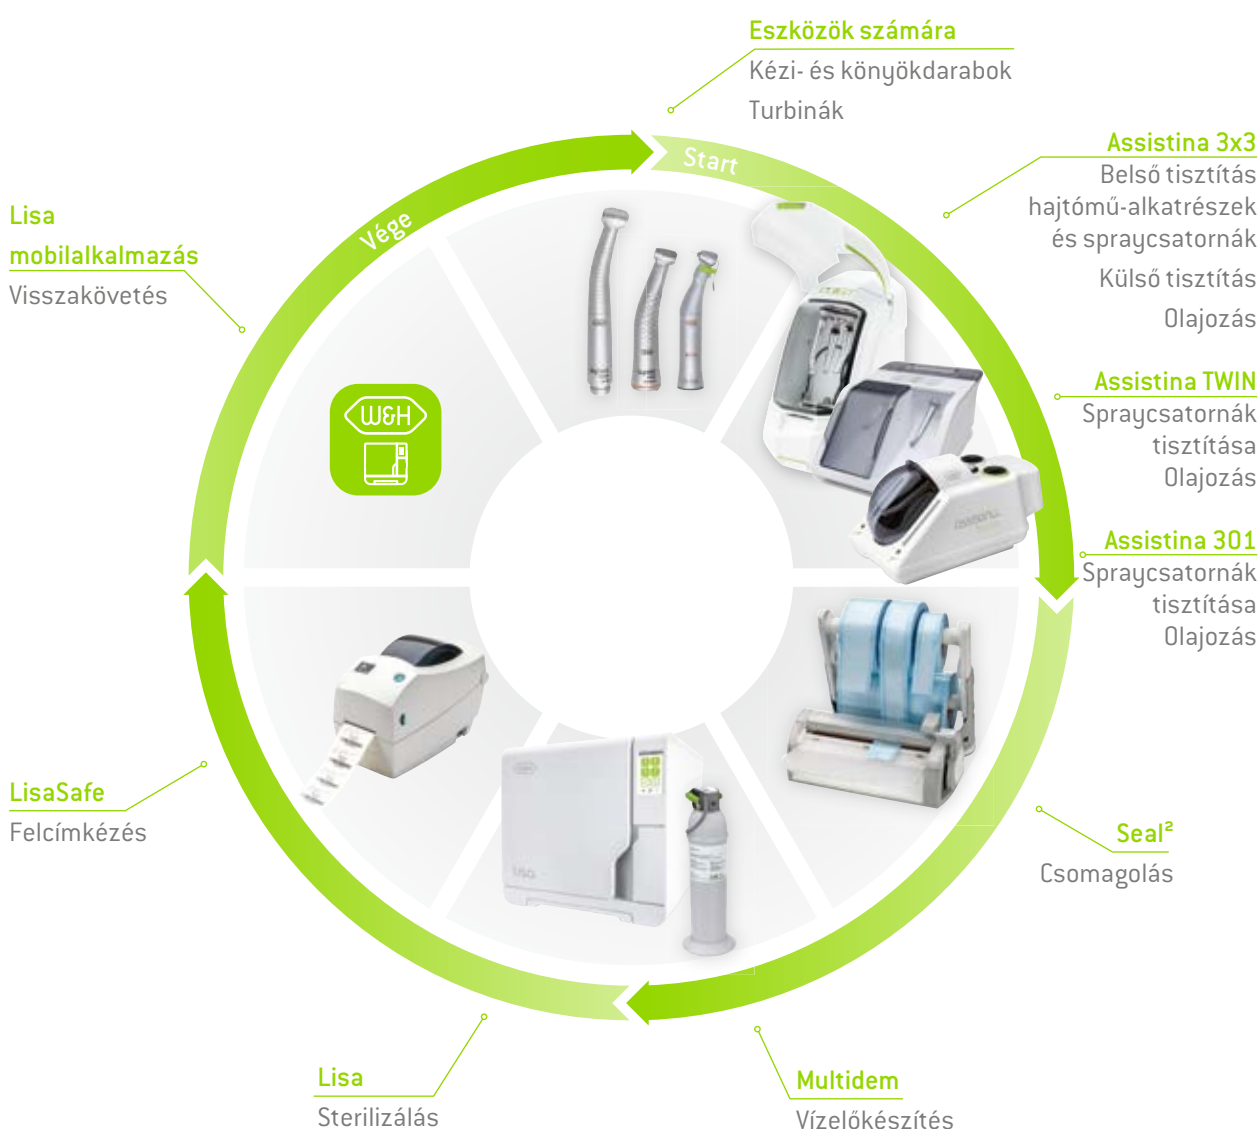 Eszközök számára
Kézi- és könyökdarabok
Turbinák
Start
Assistina 3x3
Belső tisztítás
hajtómű-alkatrészek
és spraycsatornák
Külső tisztítás
Olajozás
Assistina TWIN
Spraycsatornák
tisztítása
Olajozás
Assistina 301
Spraycsatornák
tisztítása
Olajozás
Seal²
Csomagolás
Multidem
Vízelőkészítés
Lisa
Sterilizálás
LisaSafe
Felcímkézés
Lisa
mobilalkalmazás
Visszakövetés
Vége
W&H
Lisa